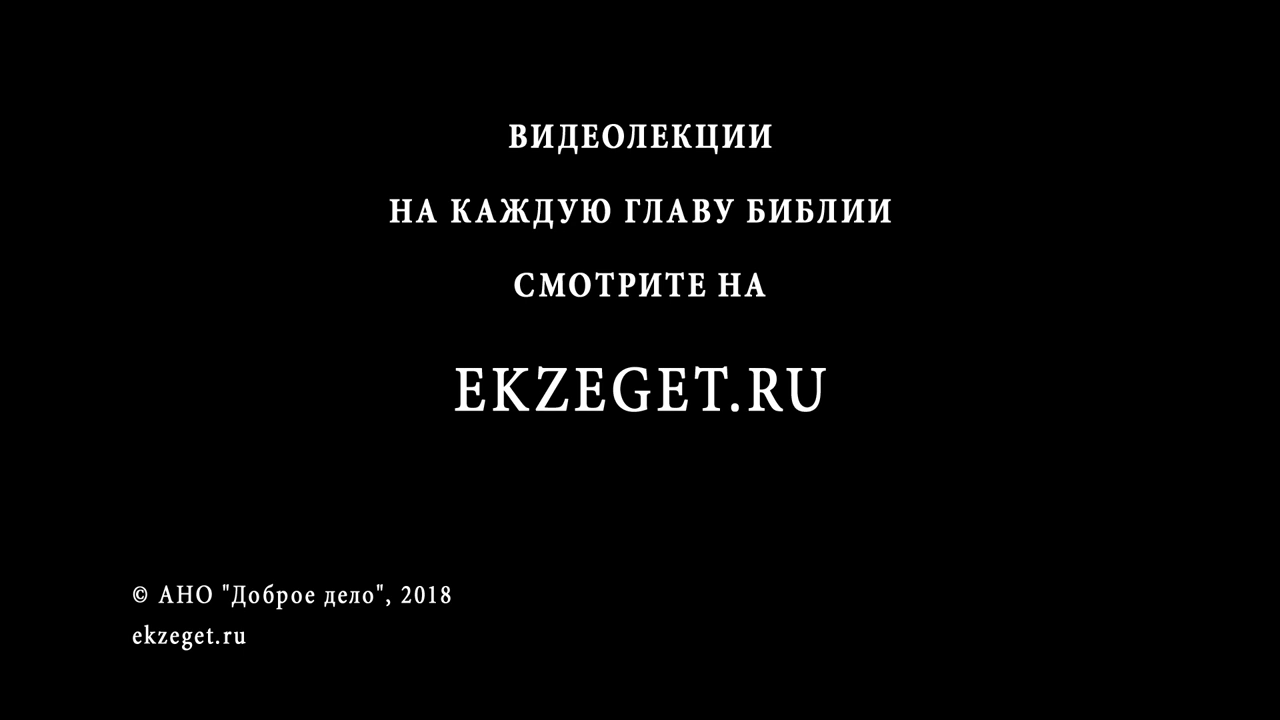 ВИДЕОЛЕКЦИИ
НА КАЖДУЮ ГЛАВУ БИБЛИИ
СМОТРИТЕ НА
EKZEGET.RU
© АНО "Доброе дело", 2018
ekzeget.ru